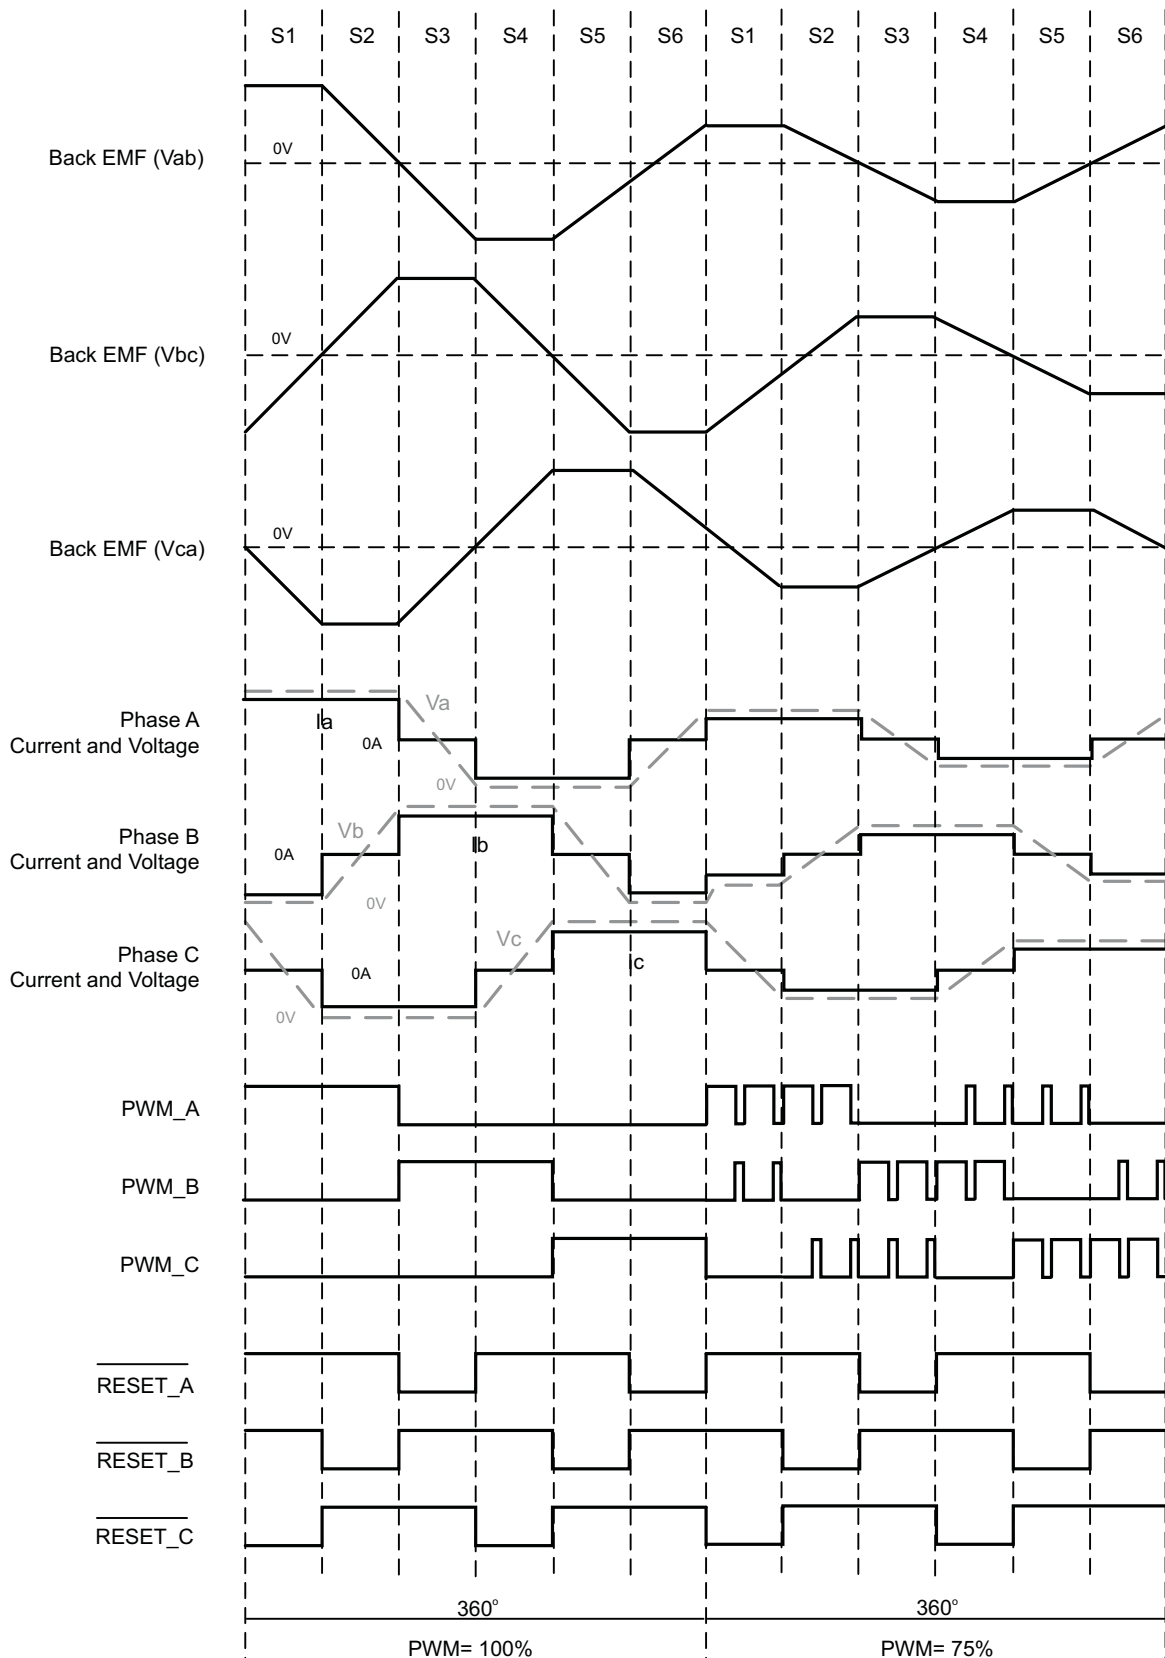 S1 S2 S3 S4 S5 S6 S1 S2 S3 S4 S5 S6
Back EMF (Vab)
0V
Back EMF (Vbc)
0V
Back EMF (Vca)
0V
Phase A
Current and Voltage
Ia
0A
Va
0V
Phase B
Current and Voltage
0A
Vb
0V
Ib
Phase C
Current and Voltage
0V
0A
Vc
Ic
PWM_A
PWM_B
PWM_C
RESET_A
RESET_B
RESET_C
360° 360°
PWM= 100% PWM= 75%